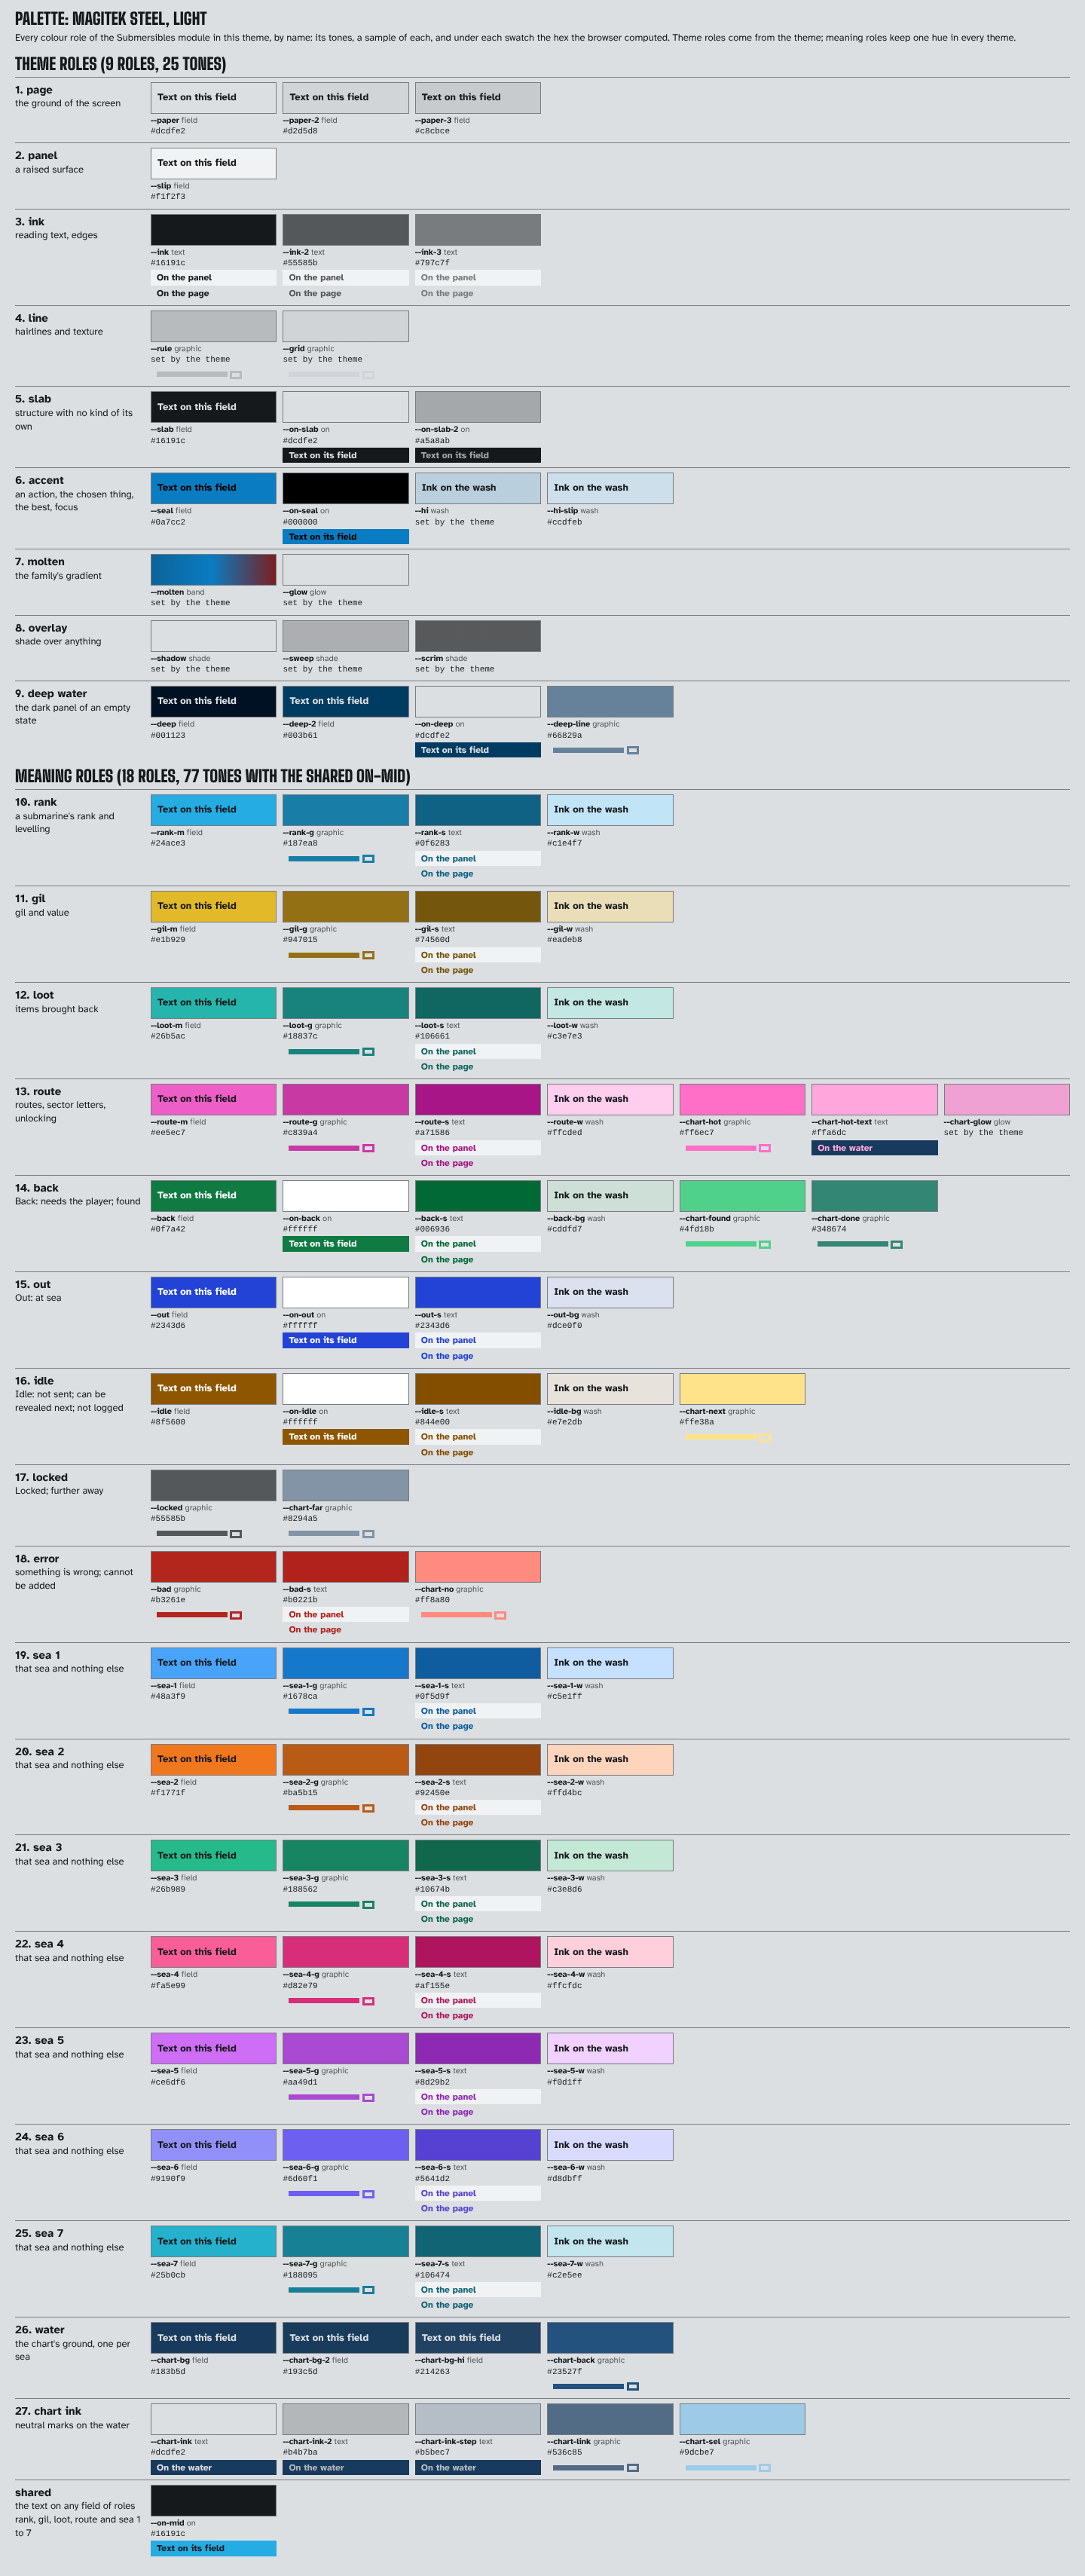 PALETTE: MAGITEK STEEL, LIGHT
Every colour role of the Submersibles module in this theme, by name: its tones, a sample of each, and under each swatch the hex the browser computed. Theme roles come from the theme; meaning roles keep one hue in every theme.
THEME ROLES (9 ROLES, 25 TONES)
1. page
the ground of the screen
Text on this field
Text on this field
Text on this field
--paper field
--paper-2 field
--paper-3 field
#dcdfe2
#d2d5d8
#c8cbce
2. panel
a raised surface
Text on this field
--slip field
#f1f2f3
3. ink
reading text, edges
--ink text
--ink-2 text
--ink-3 text
#16191c
#55585b
#797c7f
On the panel
On the panel
On the panel
On the page
On the page
On the page
4. line
hairlines and texture
--rule graphic
--grid graphic
set by the theme
set by the theme
5. slab
structure with no kind of its
own
Text on this field
--slab field
--on-slab on
--on-slab-2 on
#16191c
#dcdfe2
#a5a8ab
Text on its field
Text on its field
6. accent
an action, the chosen thing,
the best, focus
Text on this field
Ink on the wash
Ink on the wash
--seal field
--on-seal on
--hi wash
--hi-slip wash
#0a7cc2
#000000
set by the theme
#ccdfeb
Text on its field
7. molten
the family's gradient
--molten band
--glow glow
set by the theme
set by the theme
8. overlay
shade over anything
--shadow shade
--sweep shade
--scrim shade
set by the theme
set by the theme
set by the theme
9. deep water
the dark panel of an empty
state
Text on this field
Text on this field
--deep field
--deep-2 field
--on-deep on
--deep-line graphic
#001123
#003b61
#dcdfe2
#66829a
Text on its field
MEANING ROLES (18 ROLES, 77 TONES WITH THE SHARED ON-MID)
10. rank
a submarine's rank and
levelling
Text on this field
Ink on the wash
--rank-m field
--rank-g graphic
--rank-s text
--rank-w wash
#24ace3
#187ea8
#0f6283
#c1e4f7
On the panel
On the page
11. gil
gil and value
Text on this field
Ink on the wash
--gil-m field
--gil-g graphic
--gil-s text
--gil-w wash
#e1b929
#947015
#74560d
#eadeb8
On the panel
On the page
12. loot
items brought back
Text on this field
Ink on the wash
--loot-m field
--loot-g graphic
--loot-s text
--loot-w wash
#26b5ac
#18837c
#106661
#c3e7e3
On the panel
On the page
13. route
routes, sector letters,
unlocking
Text on this field
Ink on the wash
--route-m field
--route-g graphic
--route-s text
--route-w wash
--chart-hot graphic
--chart-hot-text text
--chart-glow glow
#ee5ec7
#c839a4
#a71586
#ffcded
#ff6ec7
#ffa6dc
set by the theme
On the panel
On the water
On the page
14. back
Back: needs the player; found
Text on this field
Ink on the wash
--back field
--on-back on
--back-s text
--back-bg wash
--chart-found graphic
--chart-done graphic
#0f7a42
#ffffff
#006936
#cddfd7
#4fd18b
#348674
Text on its field
On the panel
On the page
15. out
Out: at sea
Text on this field
Ink on the wash
--out field
--on-out on
--out-s text
--out-bg wash
#2343d6
#ffffff
#2343d6
#dce0f0
Text on its field
On the panel
On the page
16. idle
Idle: not sent; can be
revealed next; not logged
Text on this field
Ink on the wash
--idle field
--on-idle on
--idle-s text
--idle-bg wash
--chart-next graphic
#8f5600
#ffffff
#844e00
#e7e2db
#ffe38a
Text on its field
On the panel
On the page
17. locked
Locked; further away
--locked graphic
--chart-far graphic
#55585b
#8294a5
18. error
something is wrong; cannot
be added
--bad graphic
--bad-s text
--chart-no graphic
#b3261e
#b0221b
#ff8a80
On the panel
On the page
19. sea 1
that sea and nothing else
Text on this field
Ink on the wash
--sea-1 field
--sea-1-g graphic
--sea-1-s text
--sea-1-w wash
#48a3f9
#1678ca
#0f5d9f
#c5e1ff
On the panel
On the page
20. sea 2
that sea and nothing else
Text on this field
Ink on the wash
--sea-2 field
--sea-2-g graphic
--sea-2-s text
--sea-2-w wash
#f1771f
#ba5b15
#92450e
#ffd4bc
On the panel
On the page
21. sea 3
that sea and nothing else
Text on this field
Ink on the wash
--sea-3 field
--sea-3-g graphic
--sea-3-s text
--sea-3-w wash
#26b989
#188562
#10674b
#c3e8d6
On the panel
On the page
22. sea 4
that sea and nothing else
Text on this field
Ink on the wash
--sea-4 field
--sea-4-g graphic
--sea-4-s text
--sea-4-w wash
#fa5e99
#d82e79
#af155e
#ffcfdc
On the panel
On the page
23. sea 5
that sea and nothing else
Text on this field
Ink on the wash
--sea-5 field
--sea-5-g graphic
--sea-5-s text
--sea-5-w wash
#ce6df6
#aa49d1
#8d29b2
#f0d1ff
On the panel
On the page
24. sea 6
that sea and nothing else
Text on this field
Ink on the wash
--sea-6 field
--sea-6-g graphic
--sea-6-s text
--sea-6-w wash
#9190f9
#6d60f1
#5641d2
#d8dbff
On the panel
On the page
25. sea 7
that sea and nothing else
Text on this field
Ink on the wash
--sea-7 field
--sea-7-g graphic
--sea-7-s text
--sea-7-w wash
#25b0cb
#188095
#106474
#c2e5ee
On the panel
On the page
26. water
the chart's ground, one per
sea
Text on this field
Text on this field
Text on this field
--chart-bg field
--chart-bg-2 field
--chart-bg-hi field
--chart-back graphic
#183b5d
#193c5d
#214263
#23527f
27. chart ink
neutral marks on the water
--chart-ink text
--chart-ink-2 text
--chart-ink-step text
--chart-link graphic
--chart-sel graphic
#dcdfe2
#b4b7ba
#b5bec7
#536c85
#9dcbe7
On the water
On the water
On the water
shared
the text on any field of roles
rank, gil, loot, route and sea 1
to 7
--on-mid on
#16191c
Text on its field